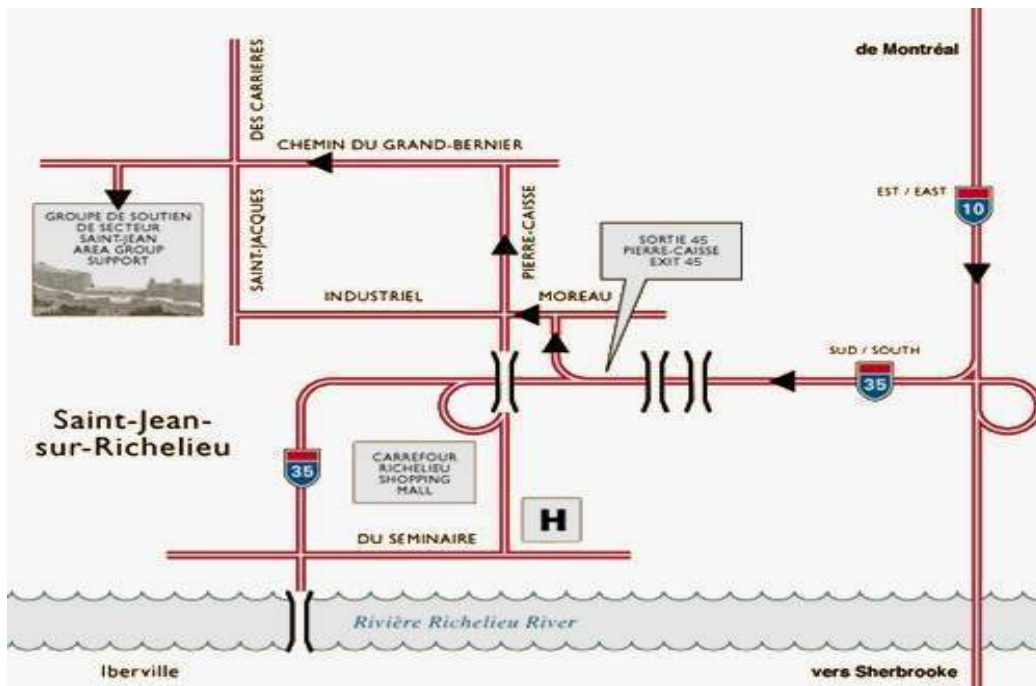 de Montréal
DES CARRIÈRES
CHEMIN DU GRAND-BERNIER
EST / EAST
10
GROUPE DE SOUTIEN
DE SECTEUR
SAINT-JEAN
AREA GROUP
SUPPORT
SAINT-JACQUES
PIERRE-CAISSE
SORTIE 45
PIERRE-CAISSE
EXIT 45
INDUSTRIEL
MOREAU
SUD / SOUTH
35
Saint-Jean-
sur-Richelieu
35
CARREFOUR
RICHELIEU
SHOPPING
MALL
H
DU SEMINAIRE
Rivière Richelieu River
Iberville
vers Sherbrooke